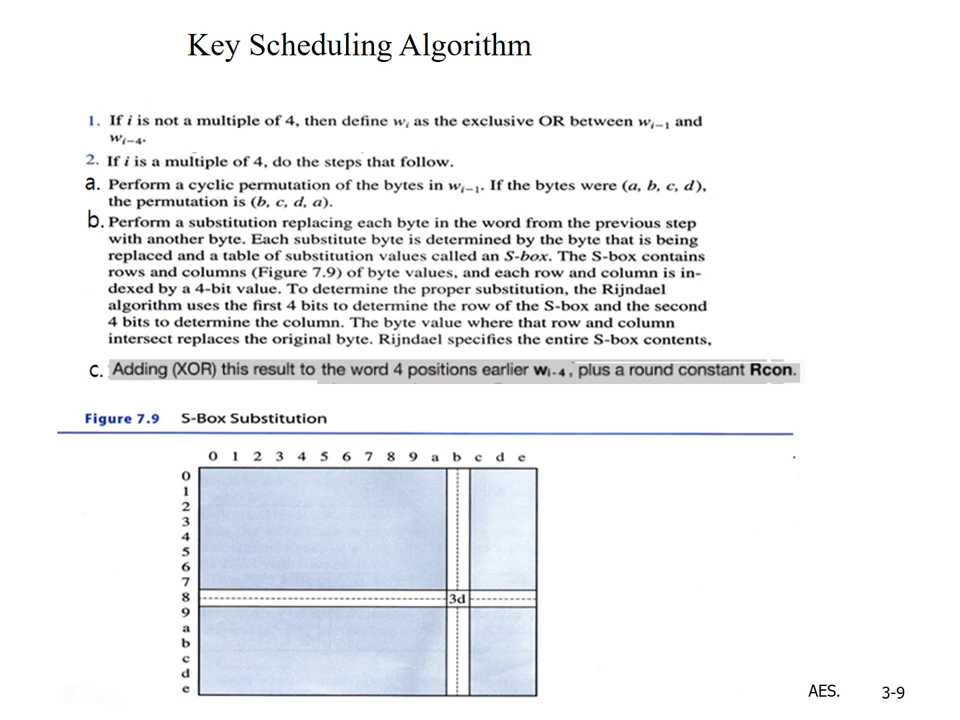 Key Scheduling Algorithm
1. If i is not a multiple of 4, then define wᵢ as the exclusive OR between wᵢ₋₁ and
wᵢ₋₄.
2. If i is a multiple of 4, do the steps that follow.
a. Perform a cyclic permutation of the bytes in wᵢ₋₁. If the bytes were (a, b, c, d),
the permutation is (b, c, d, a).
b. Perform a substitution replacing each byte in the word from the previous step
with another byte. Each substitute byte is determined by the byte that is being
replaced and a table of substitution values called an S-box. The S-box contains
rows and columns (Figure 7.9) of byte values, and each row and column is in-
dexed by a 4-bit value. To determine the proper substitution, the Rijndael
algorithm uses the first 4 bits to determine the row of the S-box and the second
4 bits to determine the column. The byte value where that row and column
intersect replaces the original byte. Rijndael specifies the entire S-box contents,
c. Adding (XOR) this result to the word 4 positions earlier wᵢ₋₄, plus a round constant Rcon.
Figure 7.9 S-Box Substitution
0 1 2 3 4 5 6 7 8 9 a b c d e
0
1
2
3
4
5
6
7
8 3d
9
a
b
c
d
e
AES. 3-9